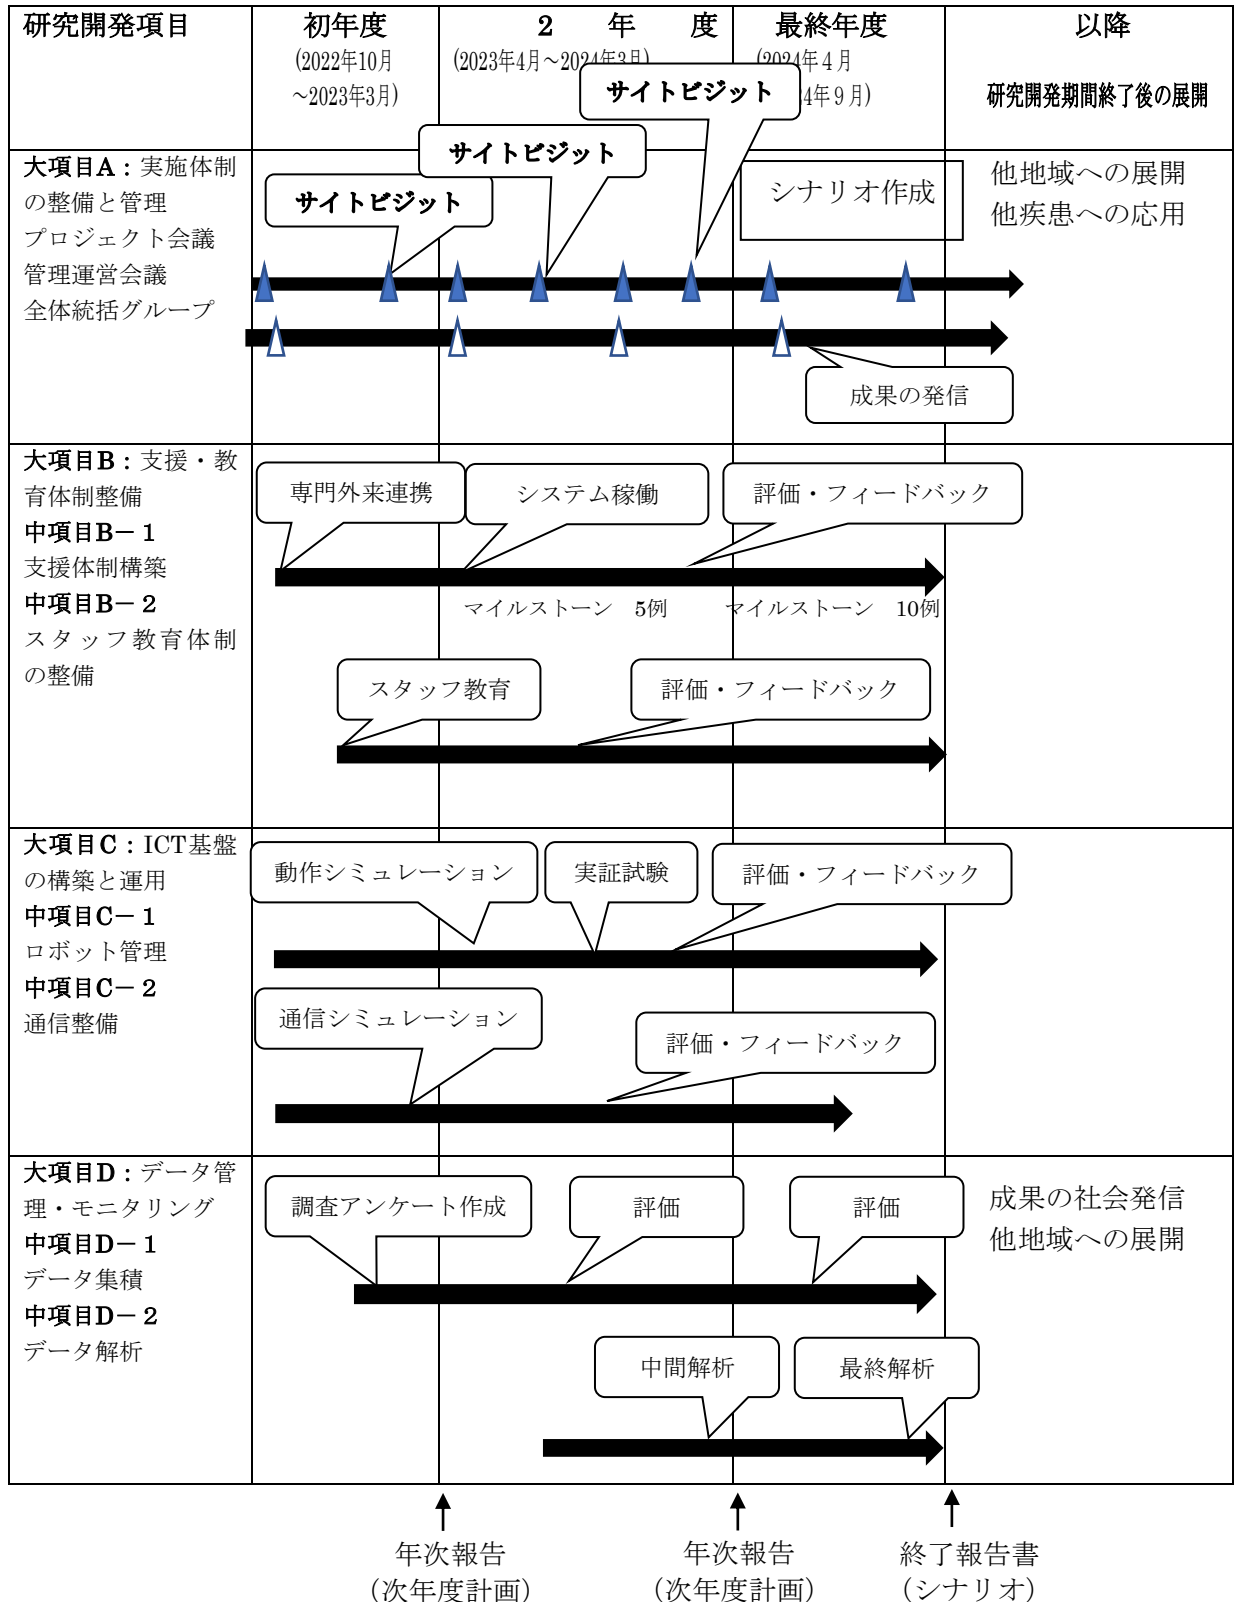 研究開発項目
初年度
(2022年10月
～2023年3月)
2 年 度
(2023年4月～2024年3月)
最終年度
(2024年４月
24年９月)
以降
研究開発期間終了後の展開
サイトビジット
サイトビジット
サイトビジット
大項目A：実施体制
の整備と管理
プロジェクト会議
管理運営会議
全体統括グループ
シナリオ作成
他地域への展開
他疾患への応用
成果の発信
大項目B：支援・教
育体制整備
中項目B－１
支援体制構築
中項目B－２
スタッフ教育体制
の整備
専門外来連携
システム稼働
評価・フィードバック
マイルストーン　5例
マイルストーン　10例
スタッフ教育
評価・フィードバック
大項目C：ICT基盤
の構築と運用
中項目C－１
ロボット管理
中項目C－２
通信整備
動作シミュレーション
実証試験
評価・フィードバック
通信シミュレーション
評価・フィードバック
大項目D：データ管
理・モニタリング
中項目D－１
データ集積
中項目D－２
データ解析
調査アンケート作成
評価
評価
成果の社会発信
他地域への展開
中間解析
最終解析
年次報告
（次年度計画）
年次報告
（次年度計画）
終了報告書
（シナリオ）